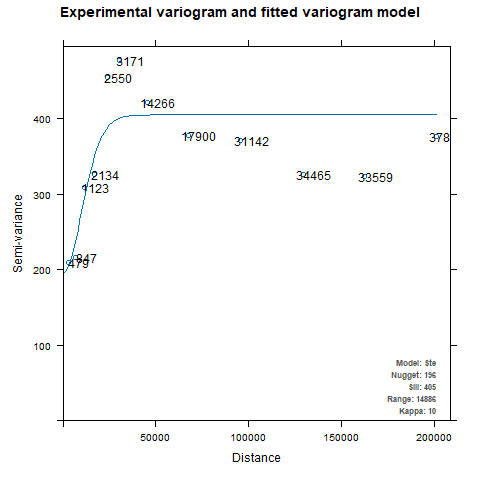 Experimental variogram and fitted variogram model
3171
2550
14266
400
17900
378
31142
2134
34465
33559
1123
300
Semi-variance
847
479
200
100
Model: Ste
Nugget: 196
Sill: 405
Range: 14886
Kappa: 10
50000 100000 150000 200000
Distance